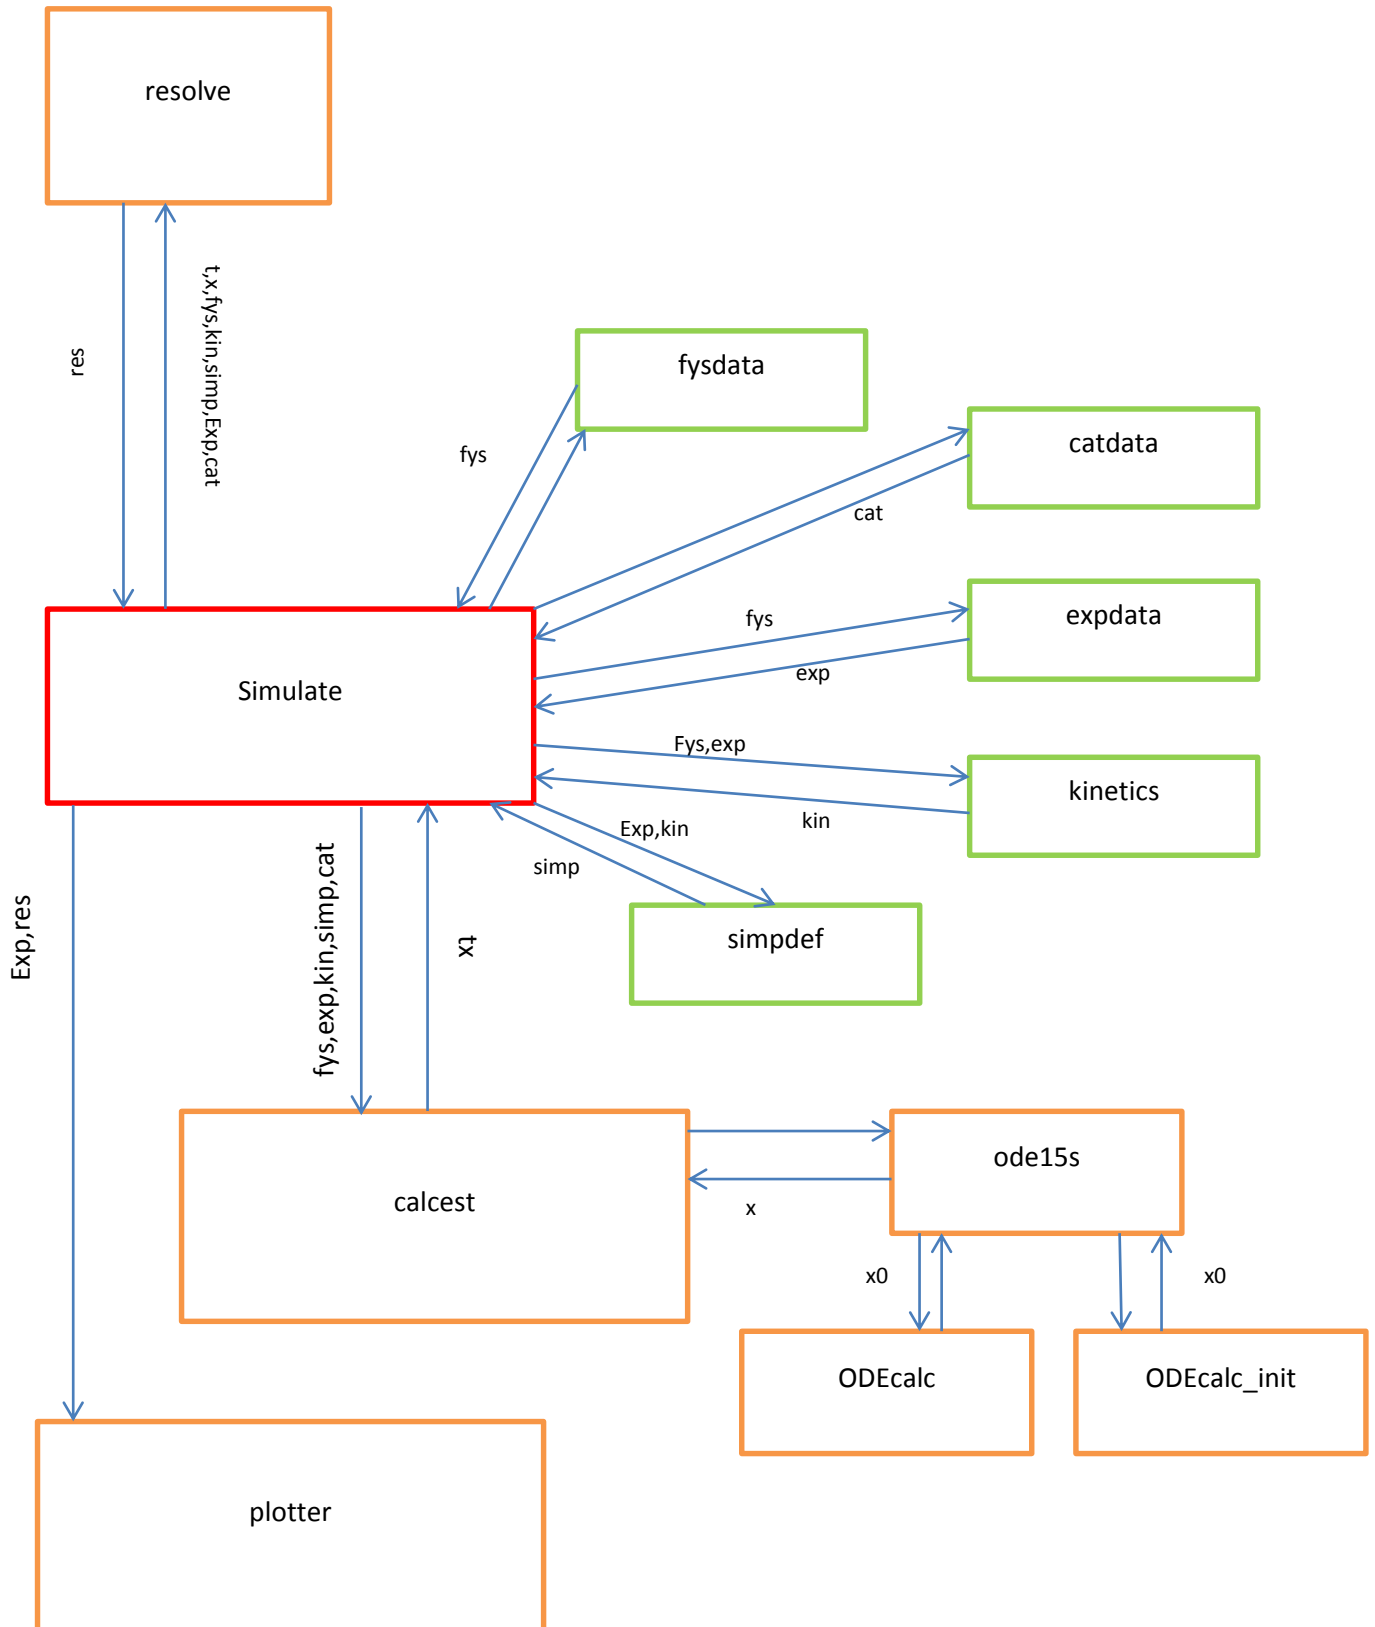 resolve
res
t,x,fys,kin,simp,Exp,cat
fysdata
fys
catdata
cat
expdata
fys
exp
Simulate
Fys,exp
kinetics
kin
Exp,kin
simp
simpdef
Exp,res
fys,exp,kin,simp,cat
tx
calcest
ode15s
x
x0
x0
ODEcalc
ODEcalc_init
plotter